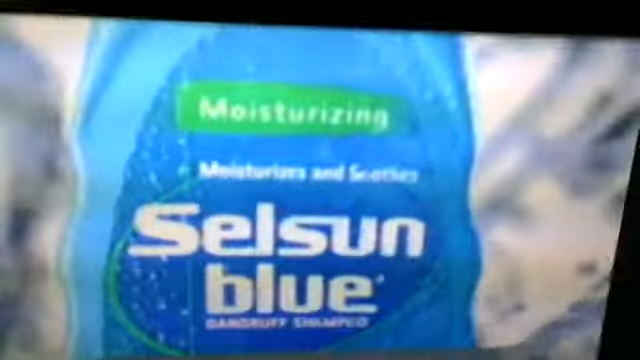 Moisturizing
Moisturizes and Soothes
Selsun
blue
DANDRUFF SHAMPOO